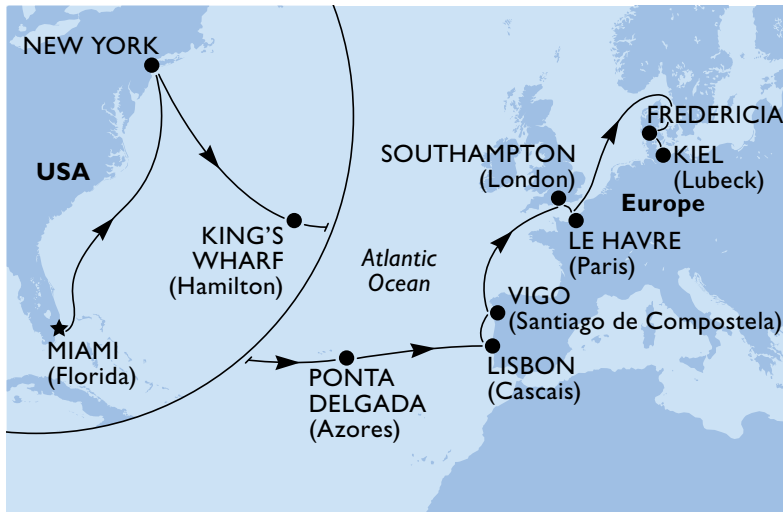 NEW YORK
USA
KING'S
WHARF
(Hamilton)
MIAMI
(Florida)
Atlantic
Ocean
PONTA
DELGADA
(Azores)
LISBON
(Cascais)
VIGO
(Santiago de Compostela)
SOUTHAMPTON
(London)
LE HAVRE
(Paris)
Europe
FREDERICIA
KIEL
(Lubeck)